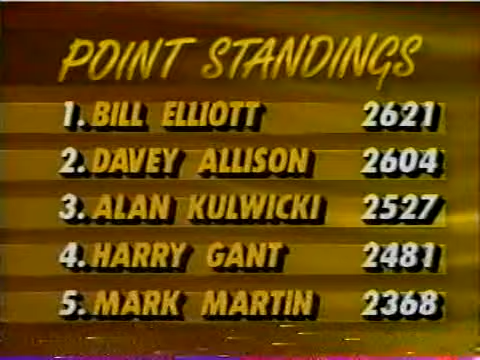 POINT STANDINGS
1. BILL ELLIOTT 2621
2. DAVEY ALLISON 2604
3. ALAN KULWICKI 2527
4. HARRY GANT 2481
5. MARK MARTIN 2368